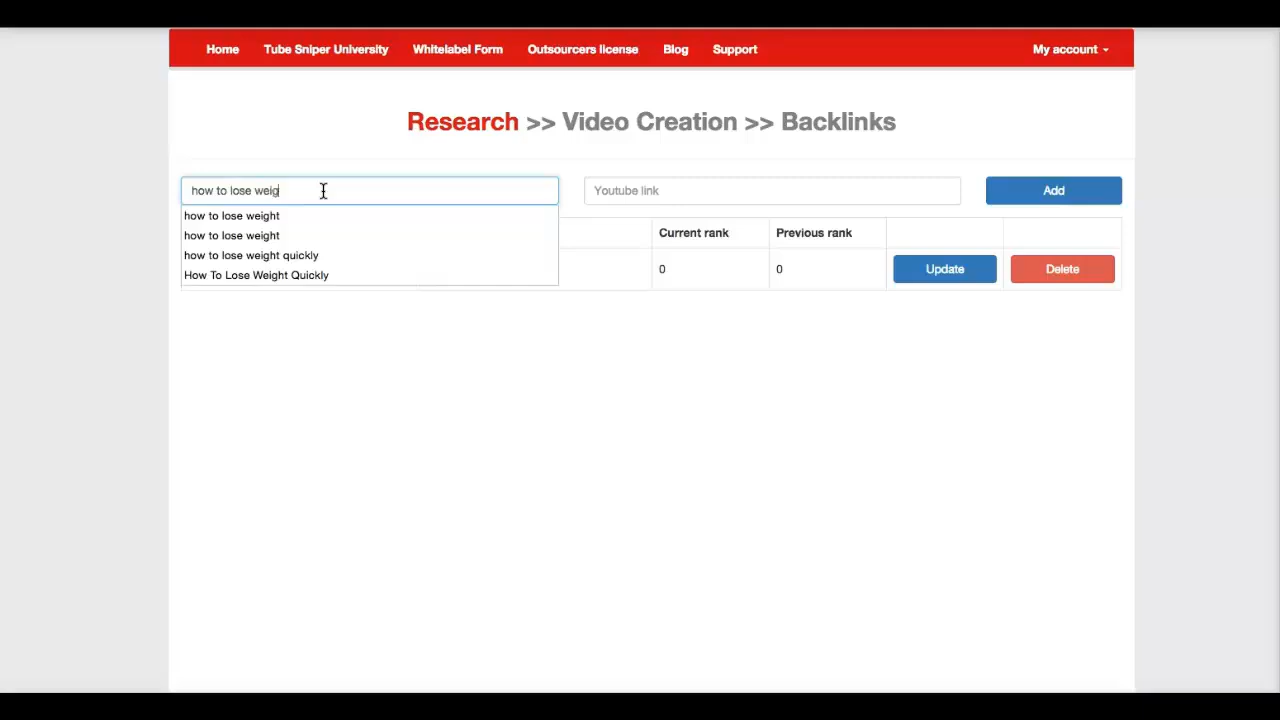 Home Tube Sniper University Whitelabel Form Outsourcers license Blog Support My account
Research >> Video Creation >> Backlinks
how to lose weig Youtube link Add
how to lose weight
how to lose weight
how to lose weight quickly
How To Lose Weight Quickly
Current rank Previous rank
0 0 Update Delete